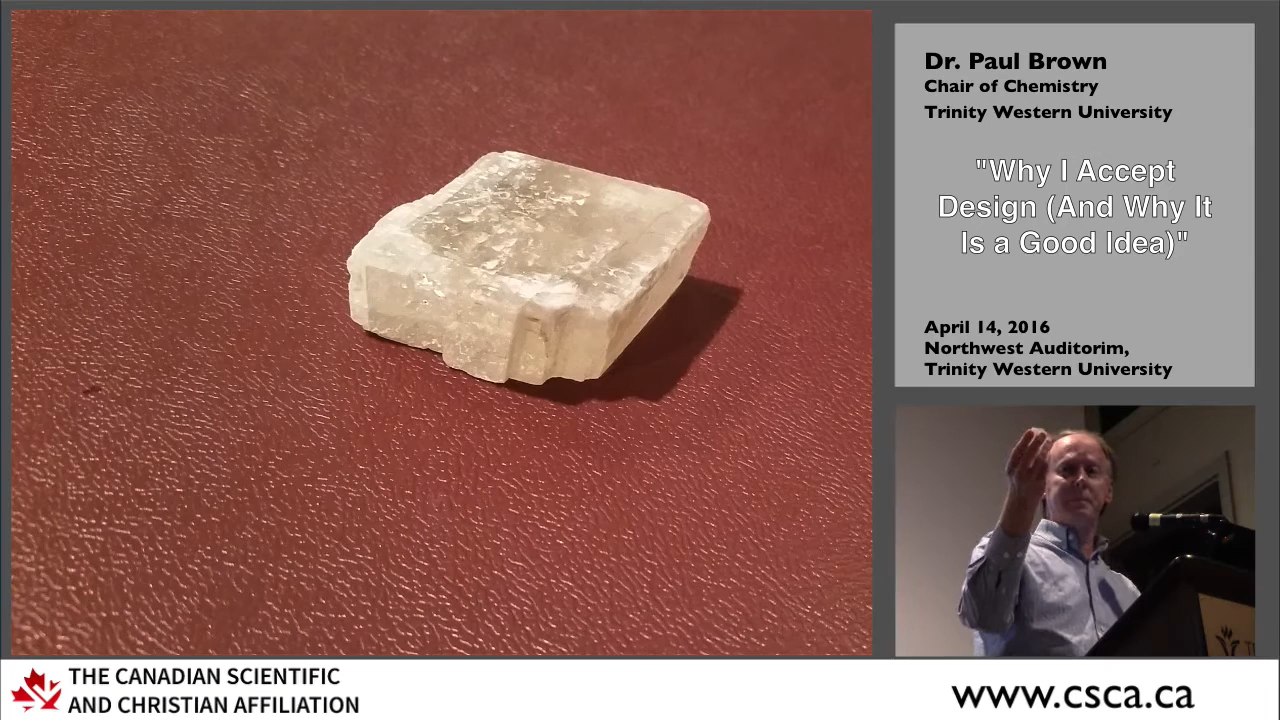 Dr. Paul Brown
Chair of Chemistry
Trinity Western University
"Why I Accept
Design (And Why It
Is a Good Idea)"
April 14, 2016
Northwest Auditorim,
Trinity Western University
THE CANADIAN SCIENTIFIC
AND CHRISTIAN AFFILIATION
www.csca.ca